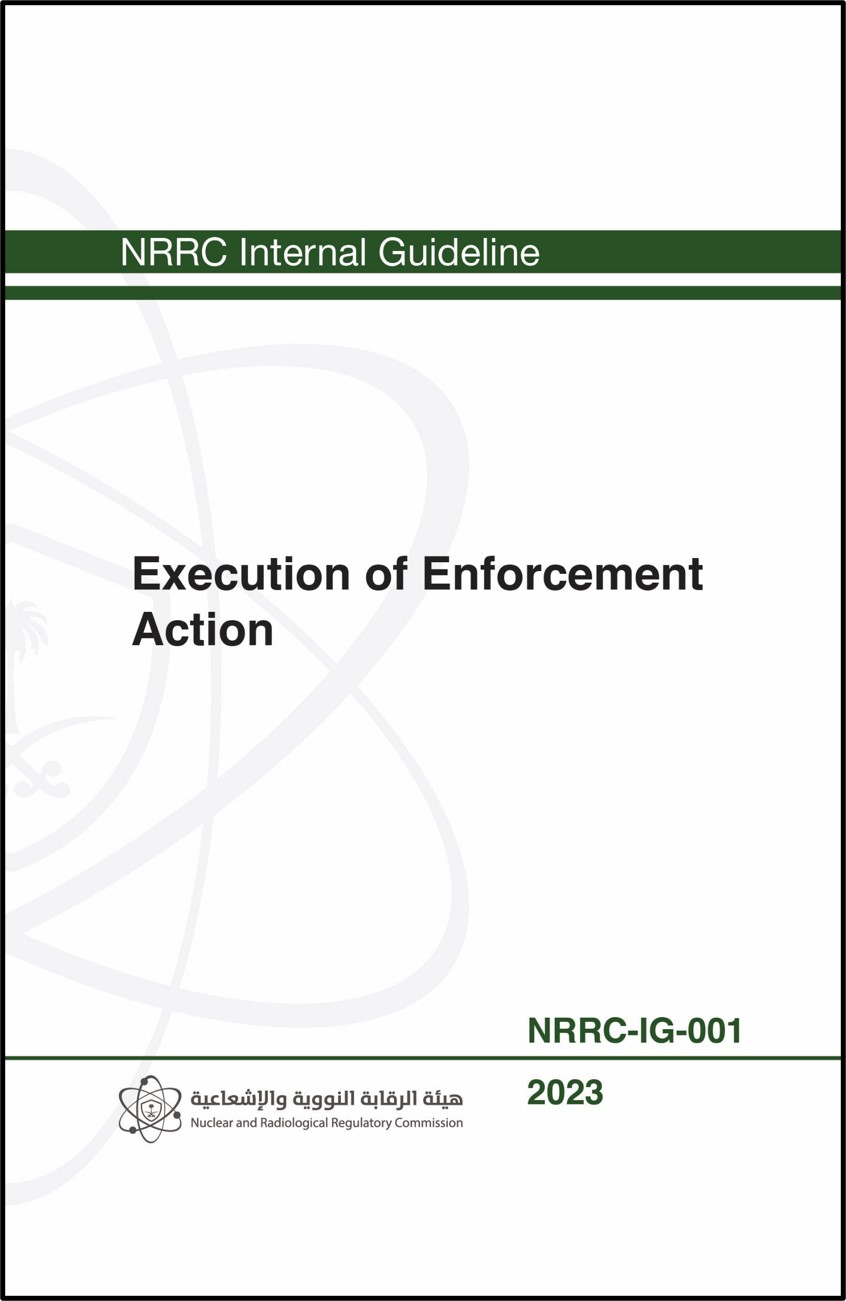 NRRC Internal Guideline
Execution of Enforcement
Action
NRRC-IG-001
هيئة الرقابة النووية والإشعاعية
Nuclear and Radiological Regulatory Commission
2023